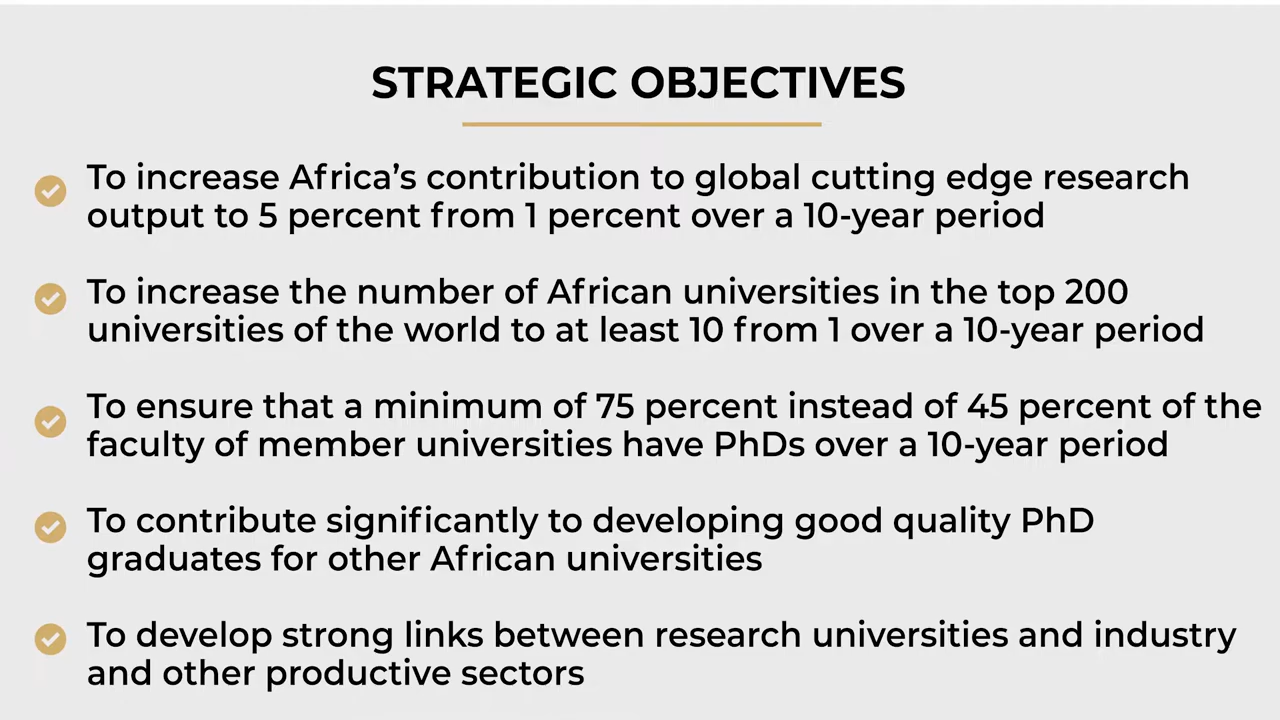 STRATEGIC OBJECTIVES
To increase Africa's contribution to global cutting edge research
output to 5 percent from 1 percent over a 10-year period
To increase the number of African universities in the top 200
universities of the world to at least 10 from 1 over a 10-year period
To ensure that a minimum of 75 percent instead of 45 percent of the
faculty of member universities have PhDs over a 10-year period
To contribute significantly to developing good quality PhD
graduates for other African universities
To develop strong links between research universities and industry
and other productive sectors